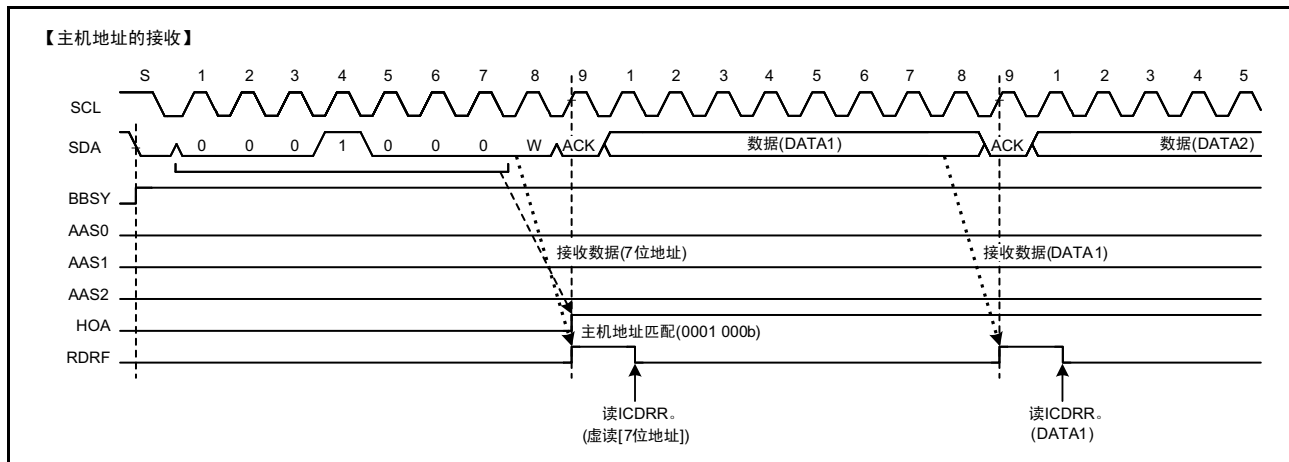 【主机地址的接收】
S 1 2 3 4 5 6 7 8 9 1 2 3 4 5 6 7 8 9 1 2 3 4 5
SCL
SDA 0 0 0 1 0 0 0 W ACK 数据(DATA1) ACK 数据(DATA2)
BBSY
AAS0
接收数据(7位地址) 接收数据(DATA1)
AAS1
AAS2
HOA 主机地址匹配(0001 000b)
RDRF
读ICDRR。 读ICDRR。
(虚读[7位地址]) (DATA1)